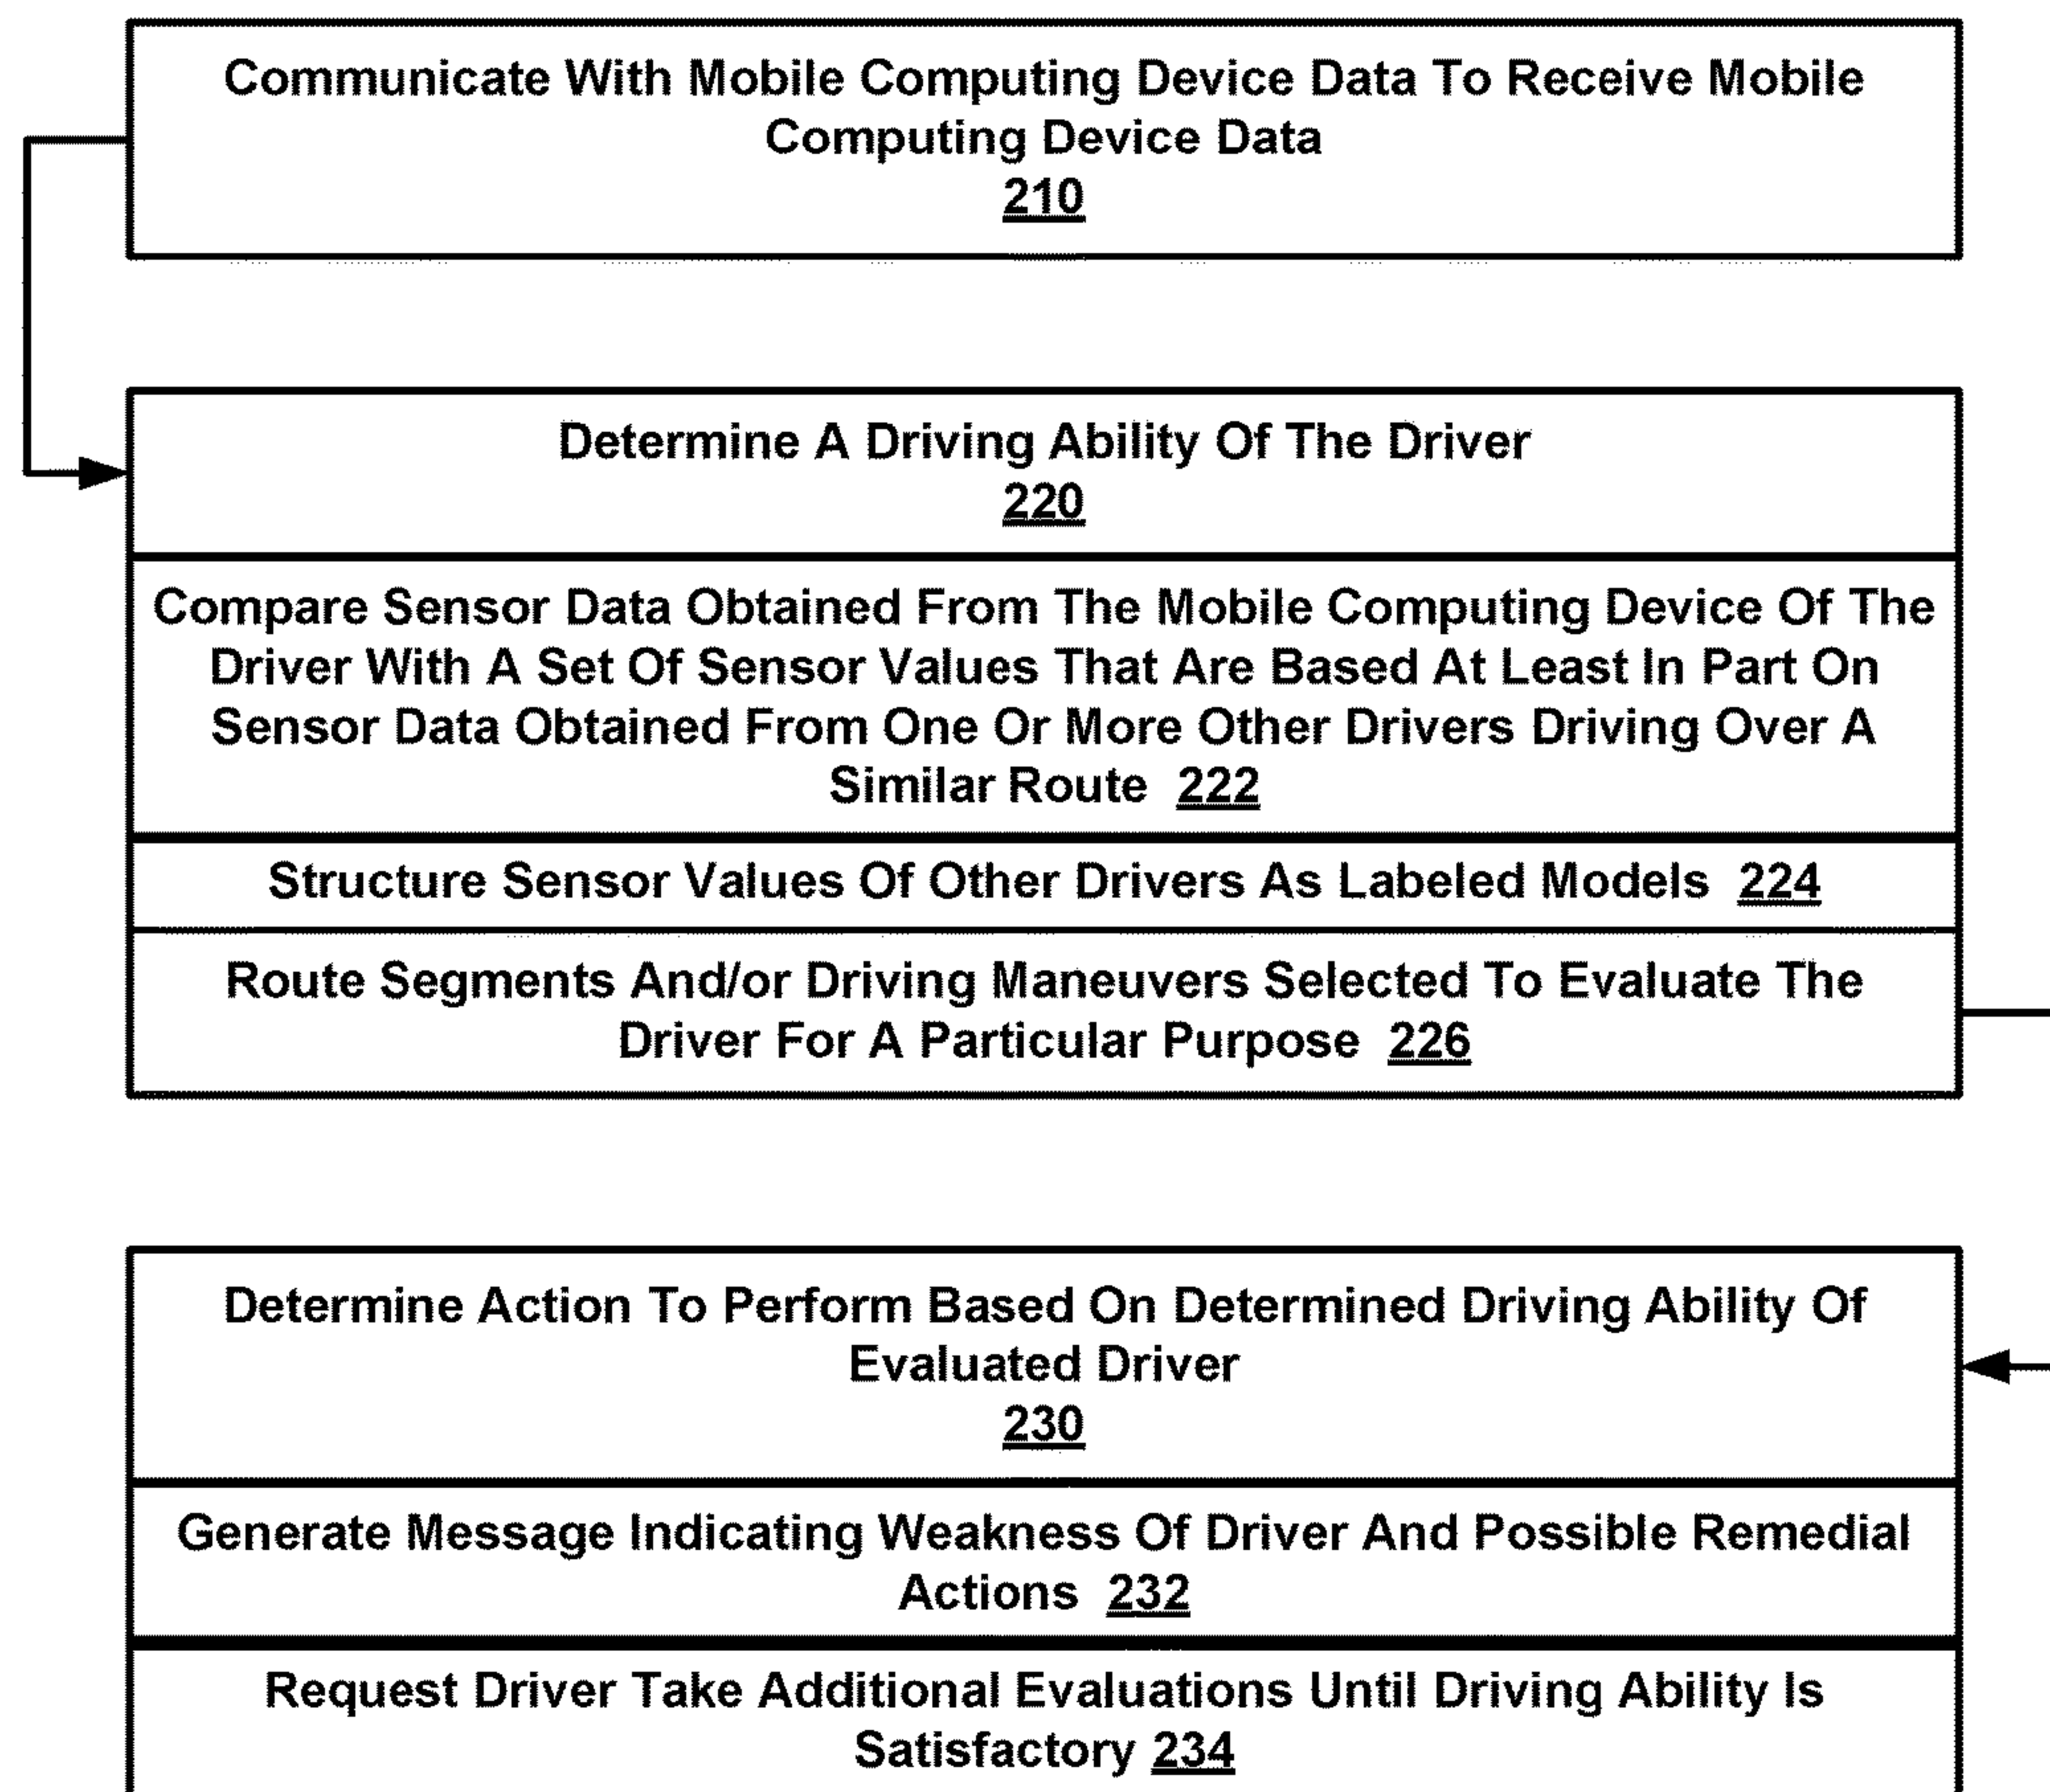 Communicate With Mobile Computing Device Data To Receive Mobile
Computing Device Data
210
Determine A Driving Ability Of The Driver
220
Compare Sensor Data Obtained From The Mobile Computing Device Of The
Driver With A Set Of Sensor Values That Are Based At Least In Part On
Sensor Data Obtained From One Or More Other Drivers Driving Over A
Similar Route 222
Structure Sensor Values Of Other Drivers As Labeled Models 224
Route Segments And/or Driving Maneuvers Selected To Evaluate The
Driver For A Particular Purpose 226
Determine Action To Perform Based On Determined Driving Ability Of
Evaluated Driver
230
Generate Message Indicating Weakness Of Driver And Possible Remedial
Actions 232
Request Driver Take Additional Evaluations Until Driving Ability Is
Satisfactory 234